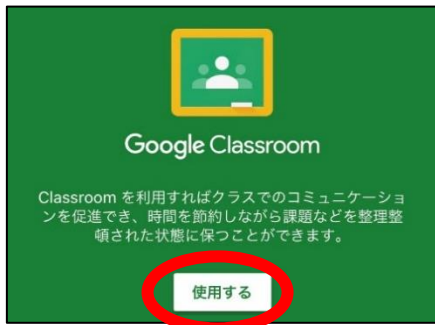 Google Classroom
Classroom を利用すればクラスでのコミュニケーショ
ンを促進でき、時間を節約しながら課題などを整理整
頓された状態に保つことができます。
使用する